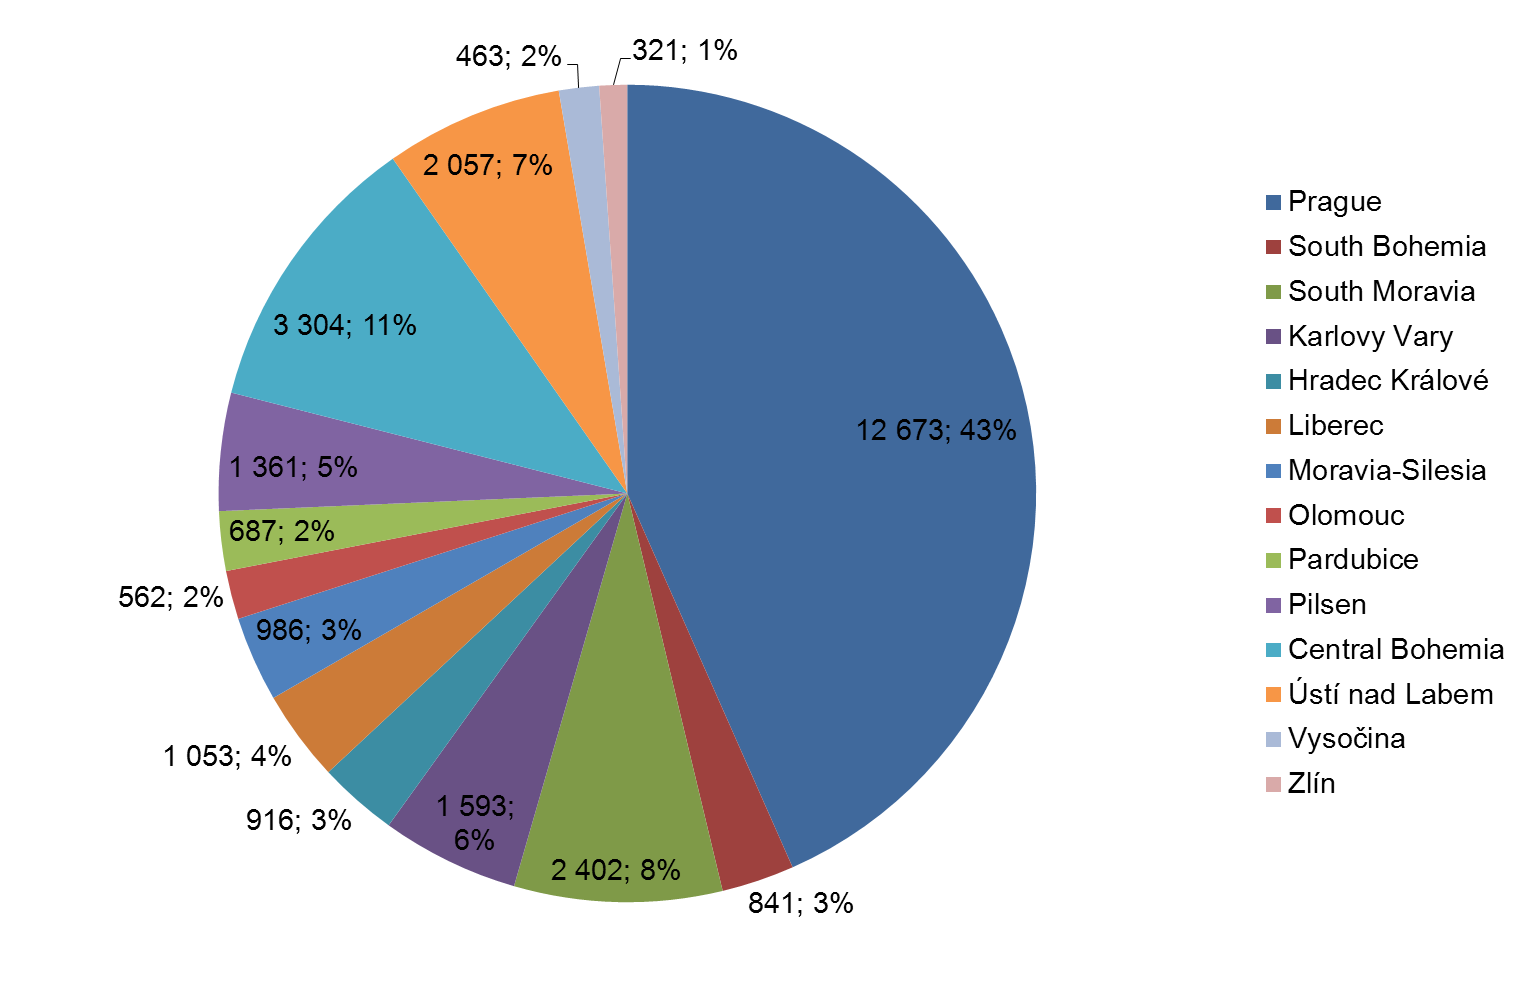 463; 2%
321; 1%
2 057; 7%
3 304; 11%
12 673; 43%
1 361; 5%
687; 2%
562; 2%
986; 3%
1 053; 4%
916; 3%
1 593;
6%
2 402; 8%
841; 3%
Prague
South Bohemia
South Moravia
Karlovy Vary
Hradec Králové
Liberec
Moravia-Silesia
Olomouc
Pardubice
Pilsen
Central Bohemia
Ústí nad Labem
Vysočina
Zlín